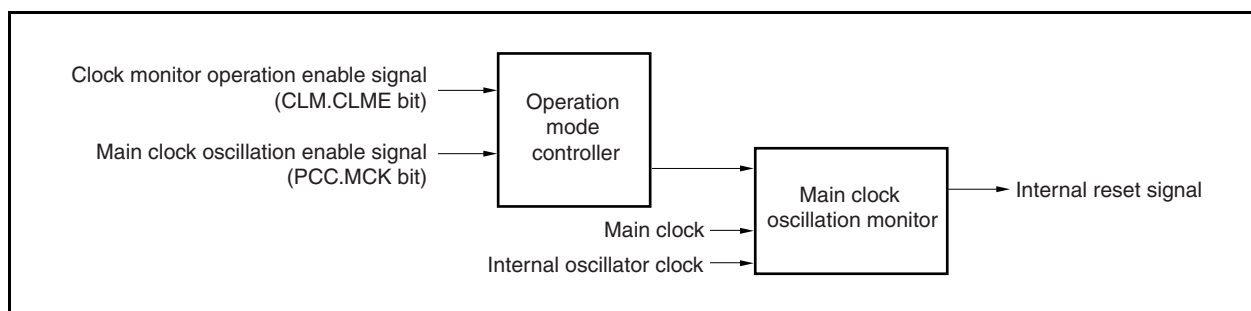 Clock monitor operation enable signal
(CLM.CLME bit)
Operation
mode
controller
Main clock oscillation enable signal
(PCC.MCK bit)
Main clock
oscillation monitor
Internal reset signal
Main clock
Internal oscillator clock